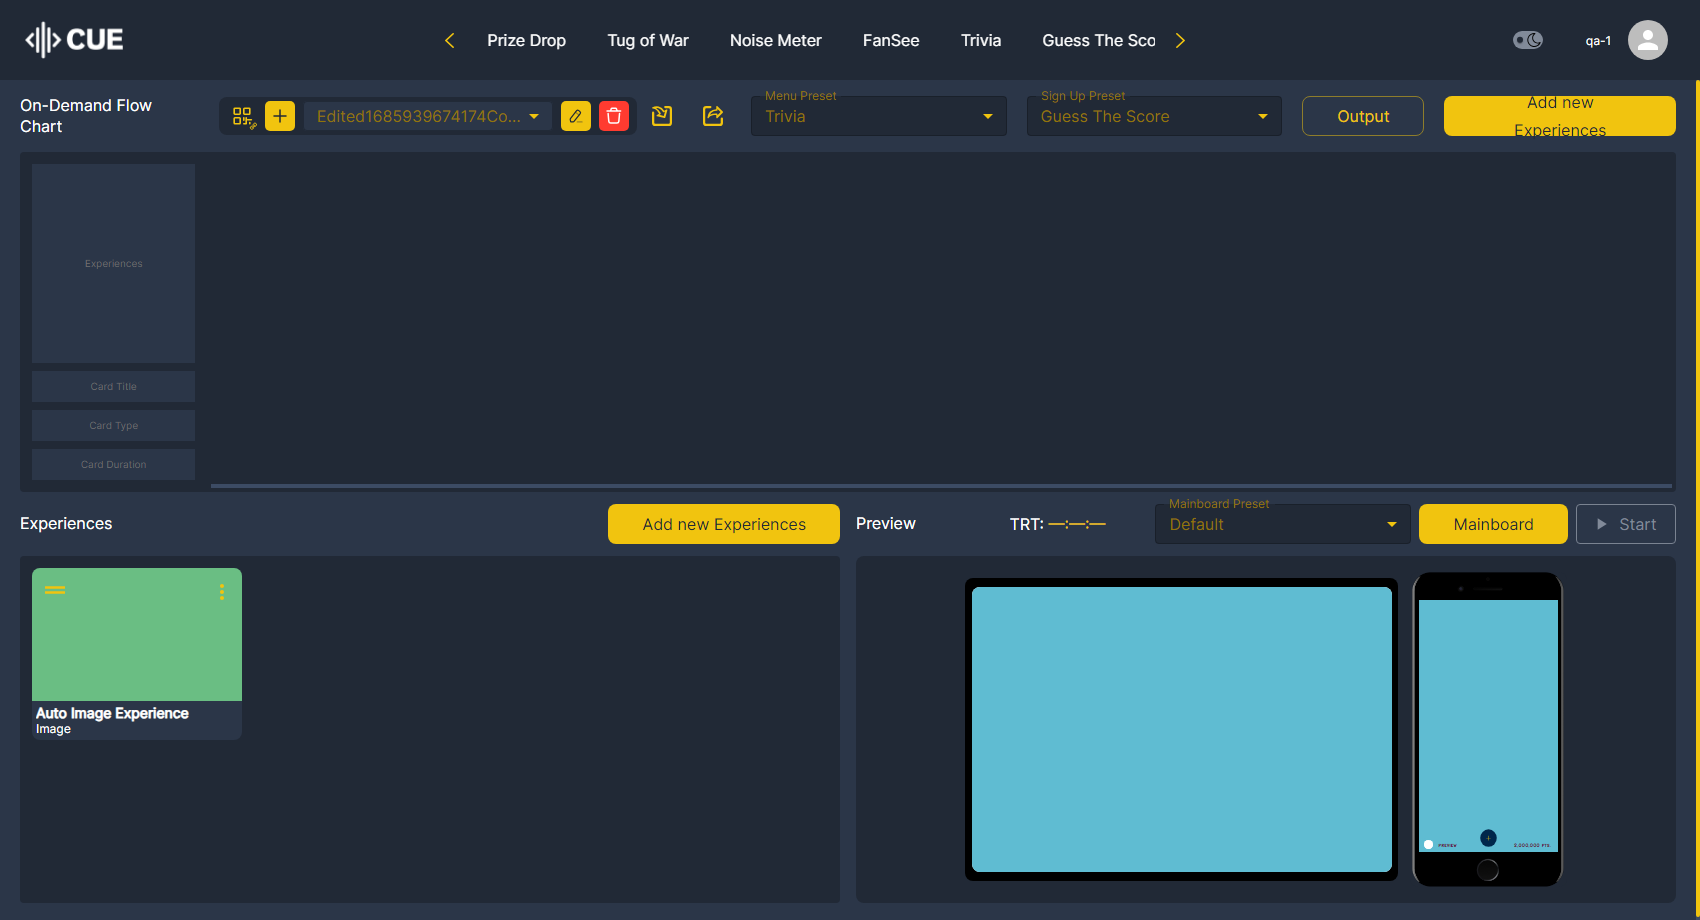 CUE
Prize Drop
Tug of War
Noise Meter
FanSee
Trivia
Guess The Sco
qa-1
On-Demand Flow
Chart
Edited1685939674174Co...
Menu Preset
Trivia
Sign Up Preset
Guess The Score
Output
Add new
Experiences
Experiences
Card Title
Card Type
Card Duration
Experiences
Add new Experiences
Preview
TRT: —:—:—
Mainboard Preset
Default
Mainboard
Start
Auto Image Experience
Image
PREVIEW